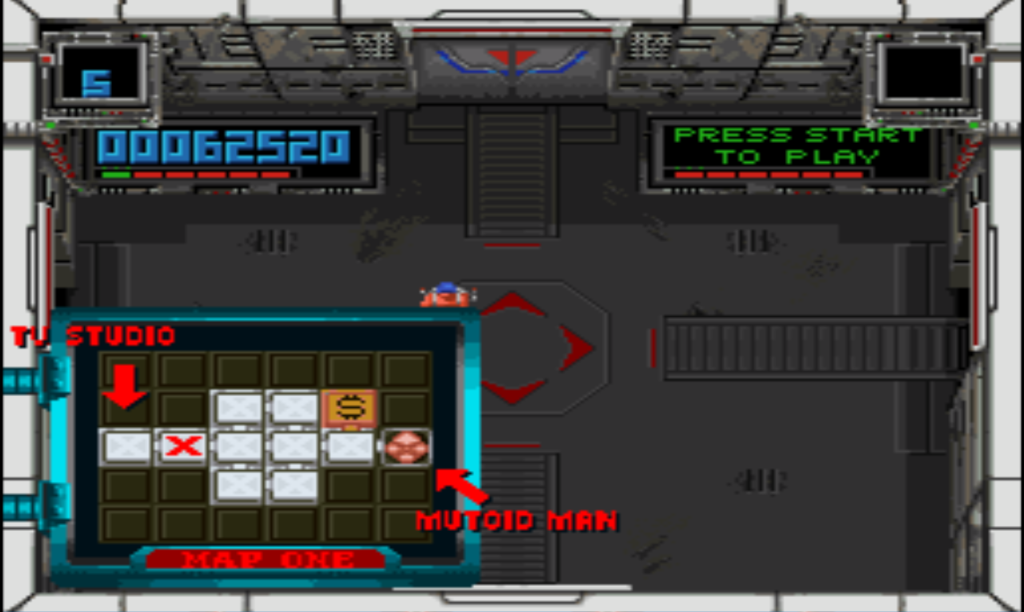 5
00062520
PRESS START
TO PLAY
TV STUDIO
$
X
MUTOID MAN
MAP ONE